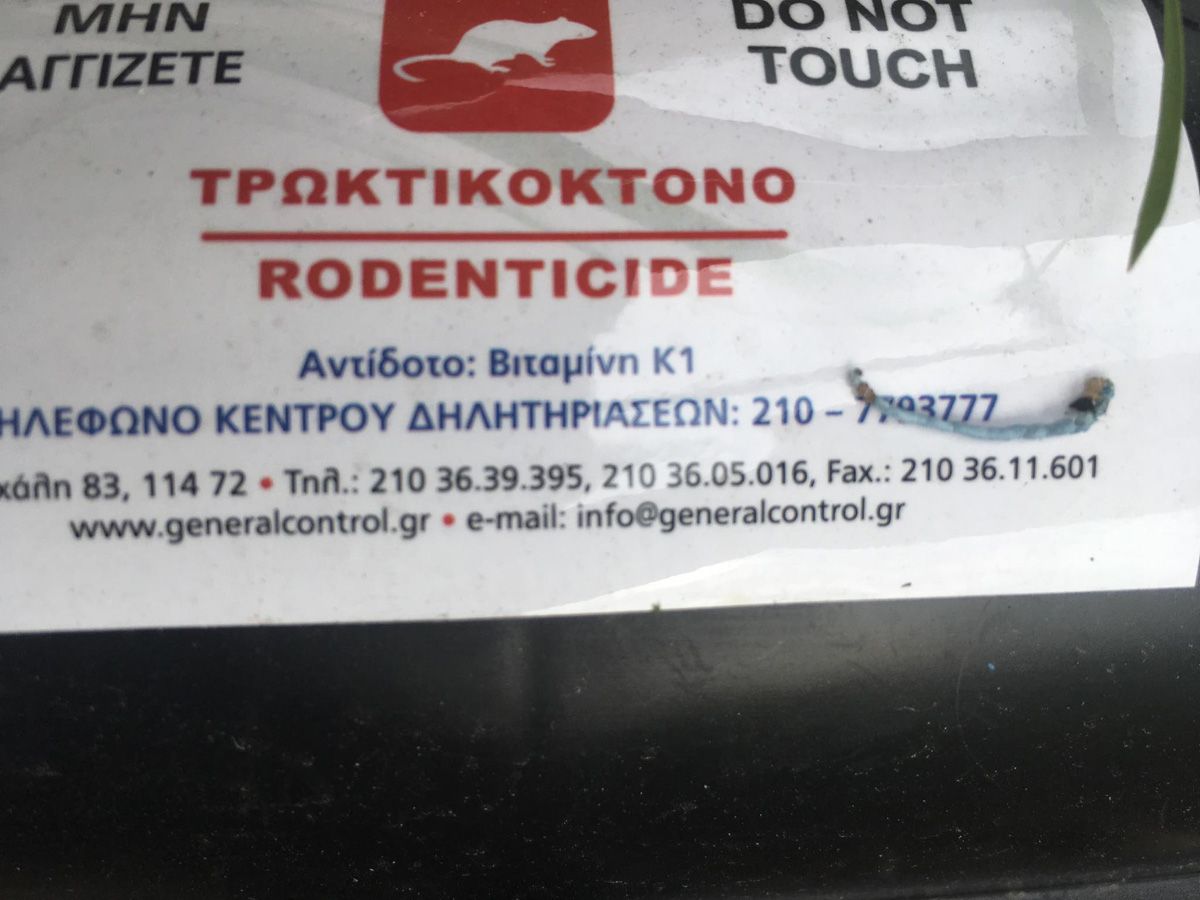 ΜΗΝ
ΑΓΓΙΖΕΤΕ
DO NOT
TOUCH
ΤΡΩΚΤΙΚΟΚΤΟΝΟ
RODENTICIDE
Αντίδοτο: Βιταμίνη Κ1
ΗΛΕΦΩΝΟ ΚΕΝΤΡΟΥ ΔΗΛΗΤΗΡΙΑΣΕΩΝ: 210 – 7793777
χάλη 83, 114 72 • Τηλ.: 210 36.39.395, 210 36.05.016, Fax.: 210 36.11.601
www.generalcontrol.gr • e-mail: info@generalcontrol.gr